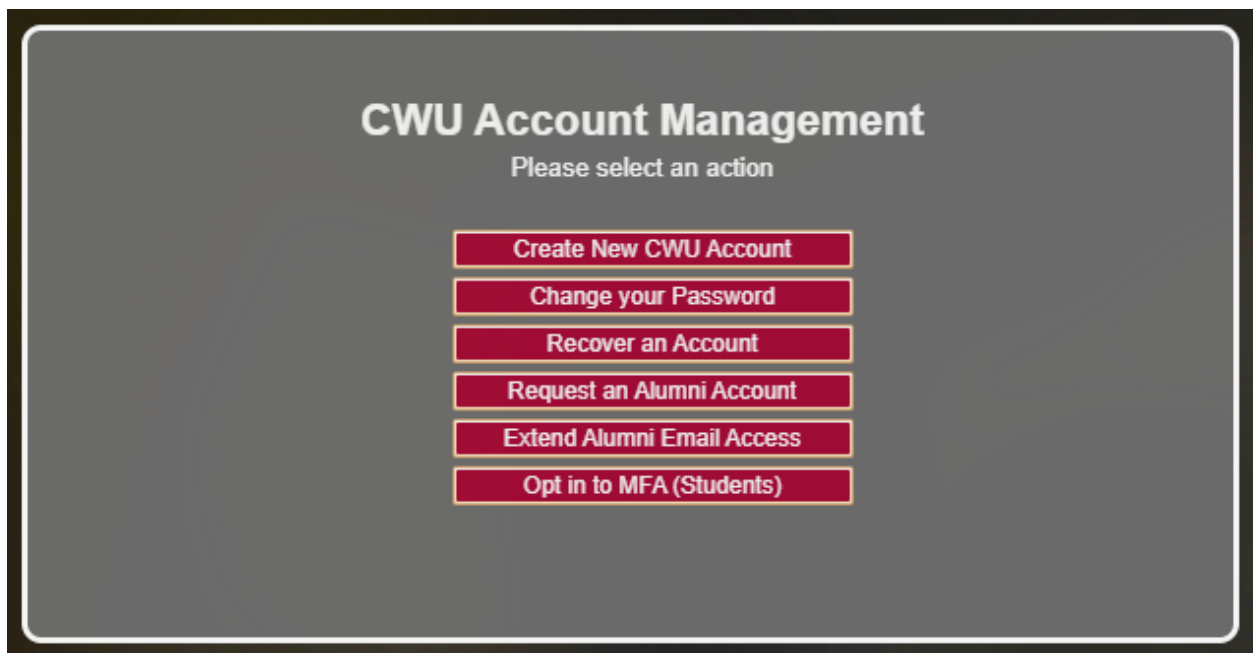 CWU Account Management
Please select an action
Create New CWU Account
Change your Password
Recover an Account
Request an Alumni Account
Extend Alumni Email Access
Opt in to MFA (Students)